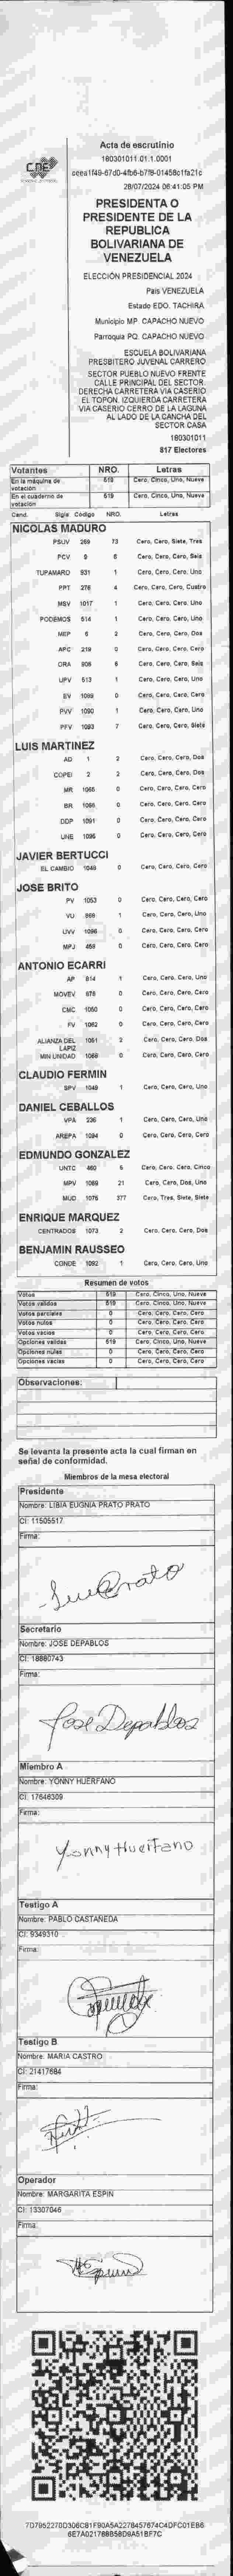 Acta de escrutinio
180301011.01.1.0001
28/07/2024 06:41:05 PM
CNE
PRESIDENTA O
PRESIDENTE DE LA
REPUBLICA
BOLIVARIANA DE
VENEZUELA
ELECCIÓN PRESIDENCIAL 2024
País VENEZUELA
Estado EDO. TACHIRA
Municipio MP. CAPACHO NUEVO
Parroquia PQ. CAPACHO NUEVO
ESCUELA BOLIVARIANA
PRESBITERO JUVENAL CARRERO
SECTOR PUEBLO NUEVO FRENTE
CALLE PRINCIPAL DEL SECTOR.
DERECHA CARRETERA VIA CASERIO
EL TOPON. IZQUIERDA CARRETERA
VIA CASERIO CERRO DE LA LAGUNA
AL LADO DE LA CANCHA DEL
SECTOR CASA
180301011
817 Electores
Votantes NRO. Letras
En la máquina de votación 519 Cero, Cinco, Uno, Nueve
En el cuaderno de votación 519 Cero, Cinco, Uno, Nueve
Cand. Sigla Código NRO. Letras
NICOLAS MADURO
PSUV 269 73 Cero, Cero, Siete, Tres
PCV 9 6 Cero, Cero, Cero, Seis
TUPAMARO 931 1 Cero, Cero, Cero, Uno
PPT 276 4 Cero, Cero, Cero, Cuatro
MSV 1017 1 Cero, Cero, Cero, Uno
PODEMOS 514 1 Cero, Cero, Cero, Uno
MEP 6 2 Cero, Cero, Cero, Dos
APC 219 0 Cero, Cero, Cero, Cero
ORA 908 6 Cero, Cero, Cero, Seis
UPV 513 1 Cero, Cero, Cero, Uno
EV 1089 0 Cero, Cero, Cero, Cero
PVV 1090 1 Cero, Cero, Cero, Uno
PFV 1093 7 Cero, Cero, Cero, Siete
LUIS MARTINEZ
AD 1 2 Cero, Cero, Cero, Dos
COPEI 2 2 Cero, Cero, Cero, Dos
MR 1066 0 Cero, Cero, Cero, Cero
BR 0 Cero, Cero, Cero, Cero
DDP 1091 0 Cero, Cero, Cero, Cero
UNE 1095 0 Cero, Cero, Cero, Cero
JAVIER BERTUCCI
EL CAMBIO 1049 0 Cero, Cero, Cero, Cero
JOSE BRITO
PV 1053 0 Cero, Cero, Cero, Cero
VU 869 1 Cero, Cero, Cero, Uno
UVV 1096 0 Cero, Cero, Cero, Cero
MPJ 468 0 Cero, Cero, Cero, Cero
ANTONIO ECARRI
AP 814 1 Cero, Cero, Cero, Uno
MOVEV 876 0 Cero, Cero, Cero, Cero
CMC 1050 0 Cero, Cero, Cero, Cero
FV 1062 0 Cero, Cero, Cero, Cero
ALIANZA DEL LAPIZ 1051 2 Cero, Cero, Cero, Dos
MIN UNIDAD 1068 0 Cero, Cero, Cero, Cero
CLAUDIO FERMIN
SPV 1048 1 Cero, Cero, Cero, Uno
DANIEL CEBALLOS
VPA 236 1 Cero, Cero, Cero, Uno
AREPA 1094 0 Cero, Cero, Cero, Cero
EDMUNDO GONZALEZ
UNTC 460 5 Cero, Cero, Cero, Cinco
MPV 1069 21 Cero, Cero, Dos, Uno
MUD 1075 377 Cero, Tres, Siete, Siete
ENRIQUE MARQUEZ
CENTRADOS 1073 2 Cero, Cero, Cero, Dos
BENJAMIN RAUSSEO
CONDE 1092 1 Cero, Cero, Cero, Uno
Resumen de votos
Votos 519 Cero, Cinco, Uno, Nueve
Votos validos 519 Cero, Cinco, Uno, Nueve
Votos parciales 0 Cero, Cero, Cero, Cero
Votos nulos 0 Cero, Cero, Cero, Cero
Votos vacios 0 Cero, Cero, Cero, Cero
Opciones validas 519 Cero, Cinco, Uno, Nueve
Opciones nulas 0 Cero, Cero, Cero, Cero
Opciones vacias 0 Cero, Cero, Cero, Cero
Observaciones:
Se levanta la presente acta la cual firman en
señal de conformidad.
Miembros de la mesa electoral
Presidente
Nombre: LIBIA EUGNIA PRATO PRATO
CI: 11505517
Firma:
Secretario
Nombre: JOSE DEPABLOS
CI: 18880743
Firma:
Jose Depablos
Miembro A
Nombre: YONNY HUERFANO
CI: 17646309
Firma:
Yonny Huerfano
Testigo A
Nombre: PABLO CASTAÑEDA
CI: 9349310
Firma:
Testigo B
Nombre: MARIA CASTRO
CI: 21417684
Firma:
Operador
Nombre: MARGARITA ESPIN
CI: 13307046
Firma: